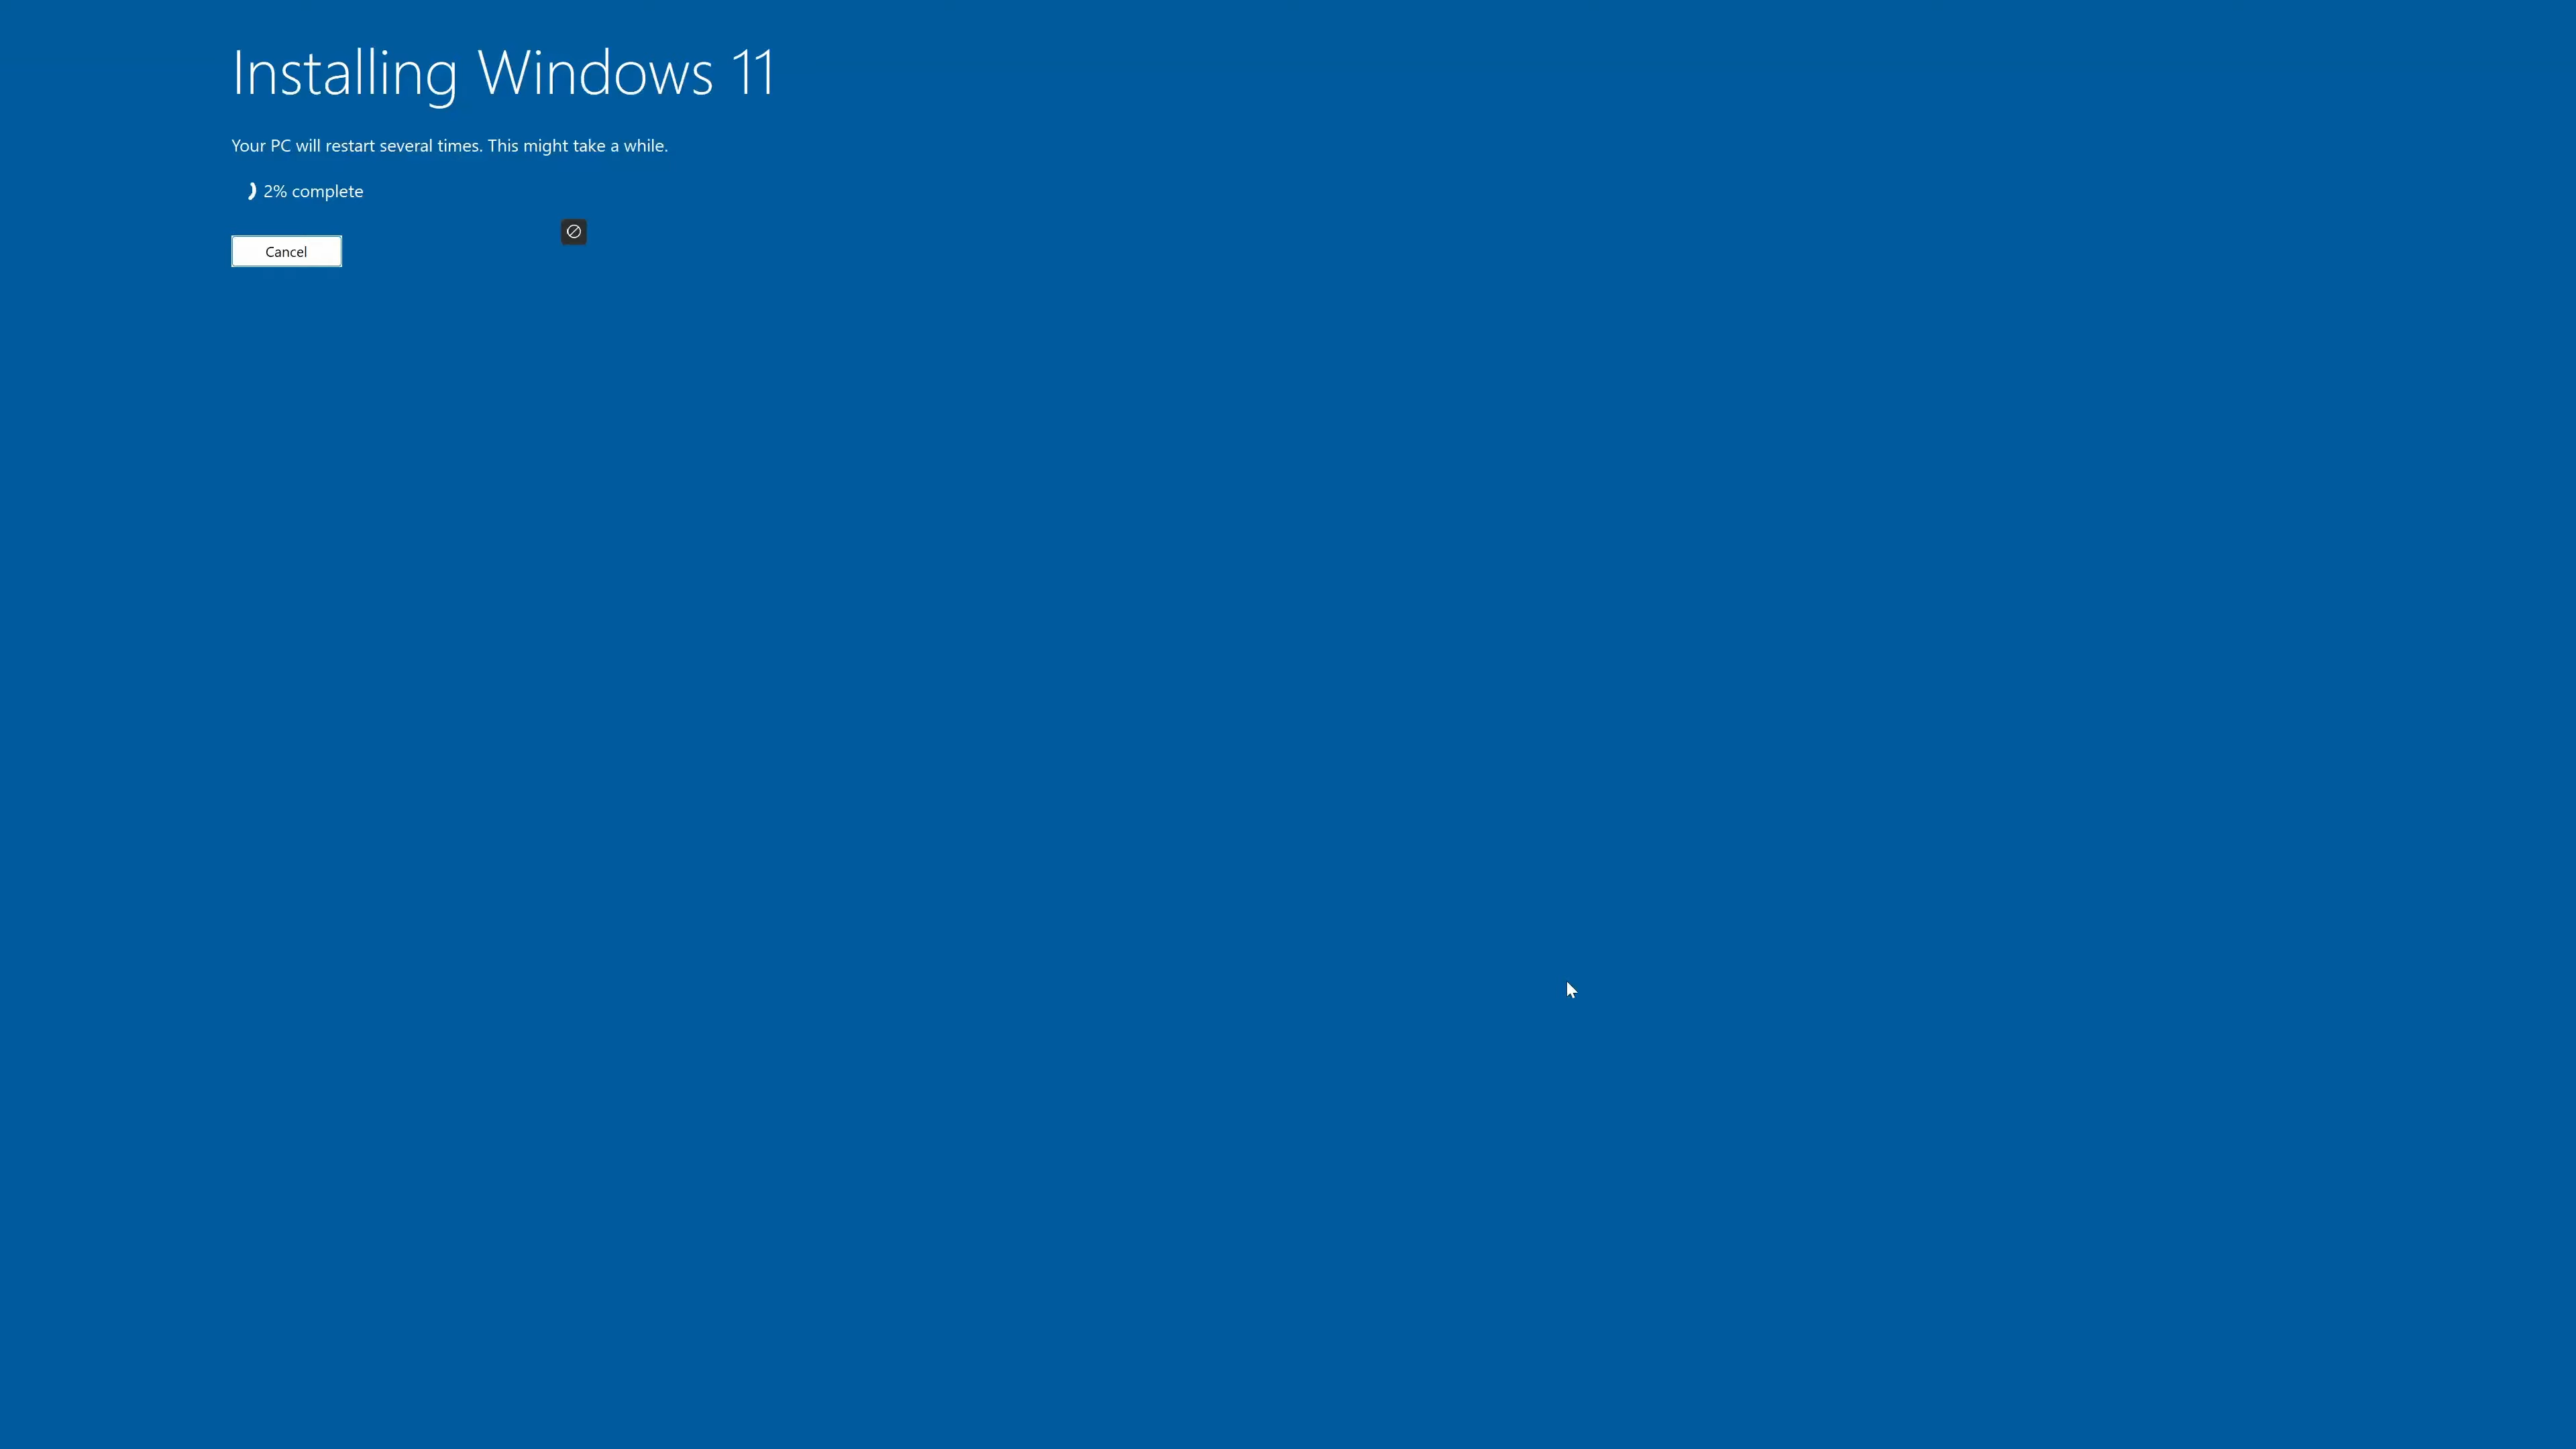 Installing Windows 11
Your PC will restart several times. This might take a while.
2% complete
Cancel